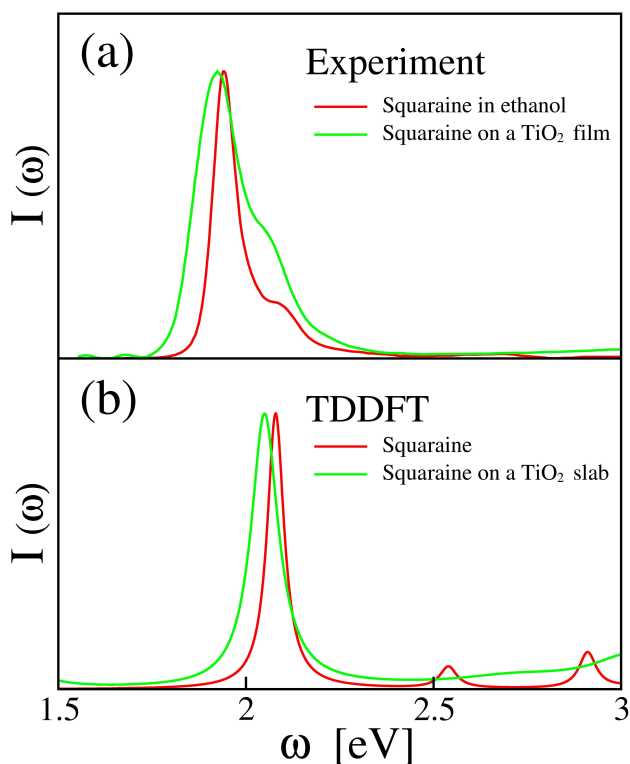 (a)
Experiment
Squaraine in ethanol
Squaraine on a TiO₂ film
I (ω)
(b)
TDDFT
Squaraine
Squaraine on a TiO₂ slab
I (ω)
1.5 2 2.5 3
ω [eV]